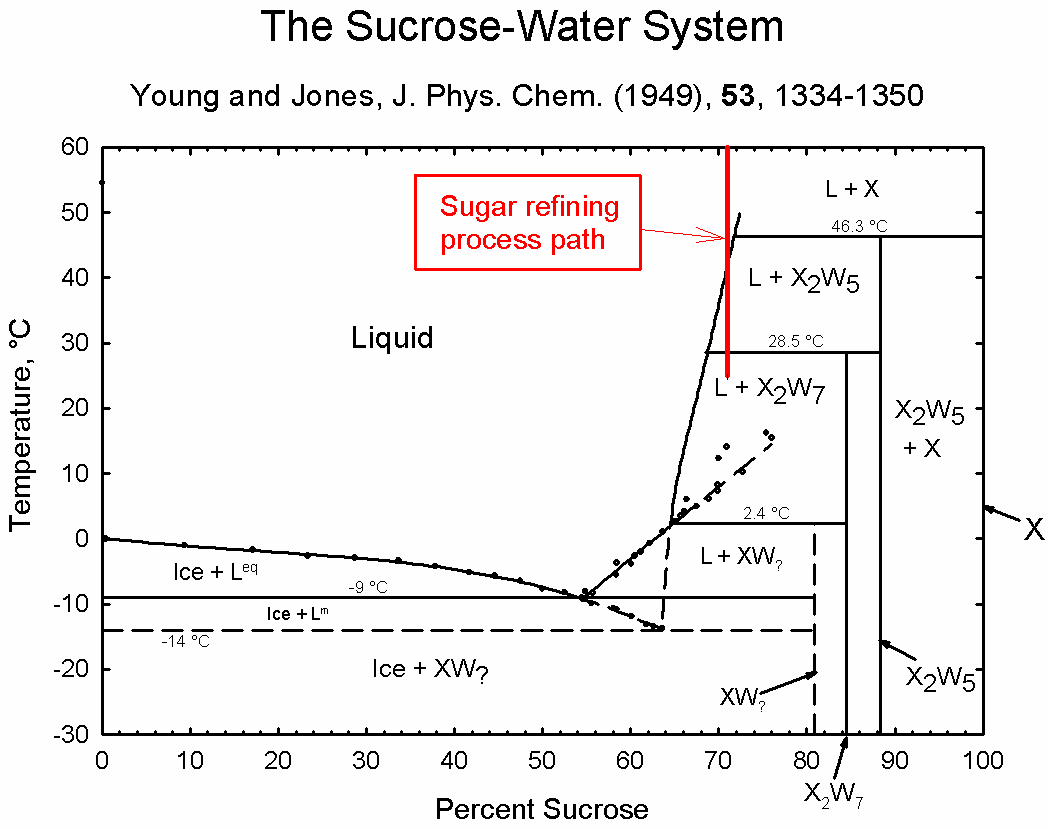 The Sucrose-Water System
Young and Jones, J. Phys. Chem. (1949), 53, 1334-1350
60
50
40
30
20
10
0
-10
-20
-30
Temperature, °C
Sugar refining
process path
L + X
46.3 °C
L + X₂W₅
Liquid
28.5 °C
L + X₂W₇
X₂W₅
+ X
2.4 °C
X
L + XW?
Ice + Leq
-9 °C
Ice + Lm
-14 °C
Ice + XW?
XW?
X₂W₅
0
10
20
30
40
50
60
70
80
90
100
X₂W₇
Percent Sucrose